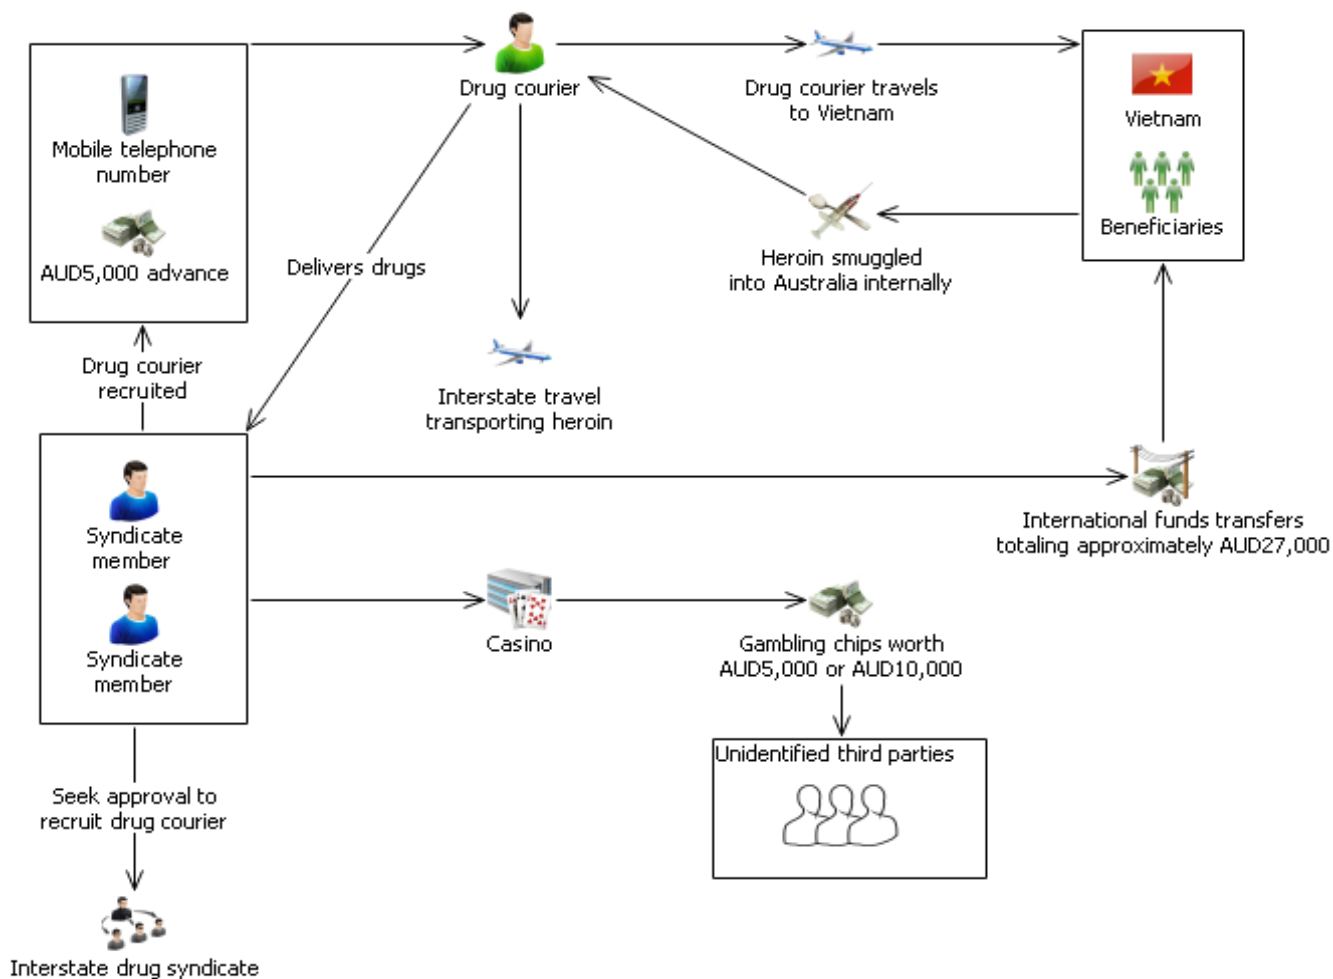 Drug courier
Drug courier travels
to Vietnam
Vietnam
Mobile telephone
number
Beneficiaries
AUD5,000 advance
Delivers drugs
Heroin smuggled
into Australia internally
Drug courier
recruited
Interstate travel
transporting heroin
Syndicate
member
International funds transfers
totaling approximately AUD27,000
Syndicate
member
Casino
Gambling chips worth
AUD5,000 or AUD10,000
Unidentified third parties
Seek approval to
recruit drug courier
Interstate drug syndicate